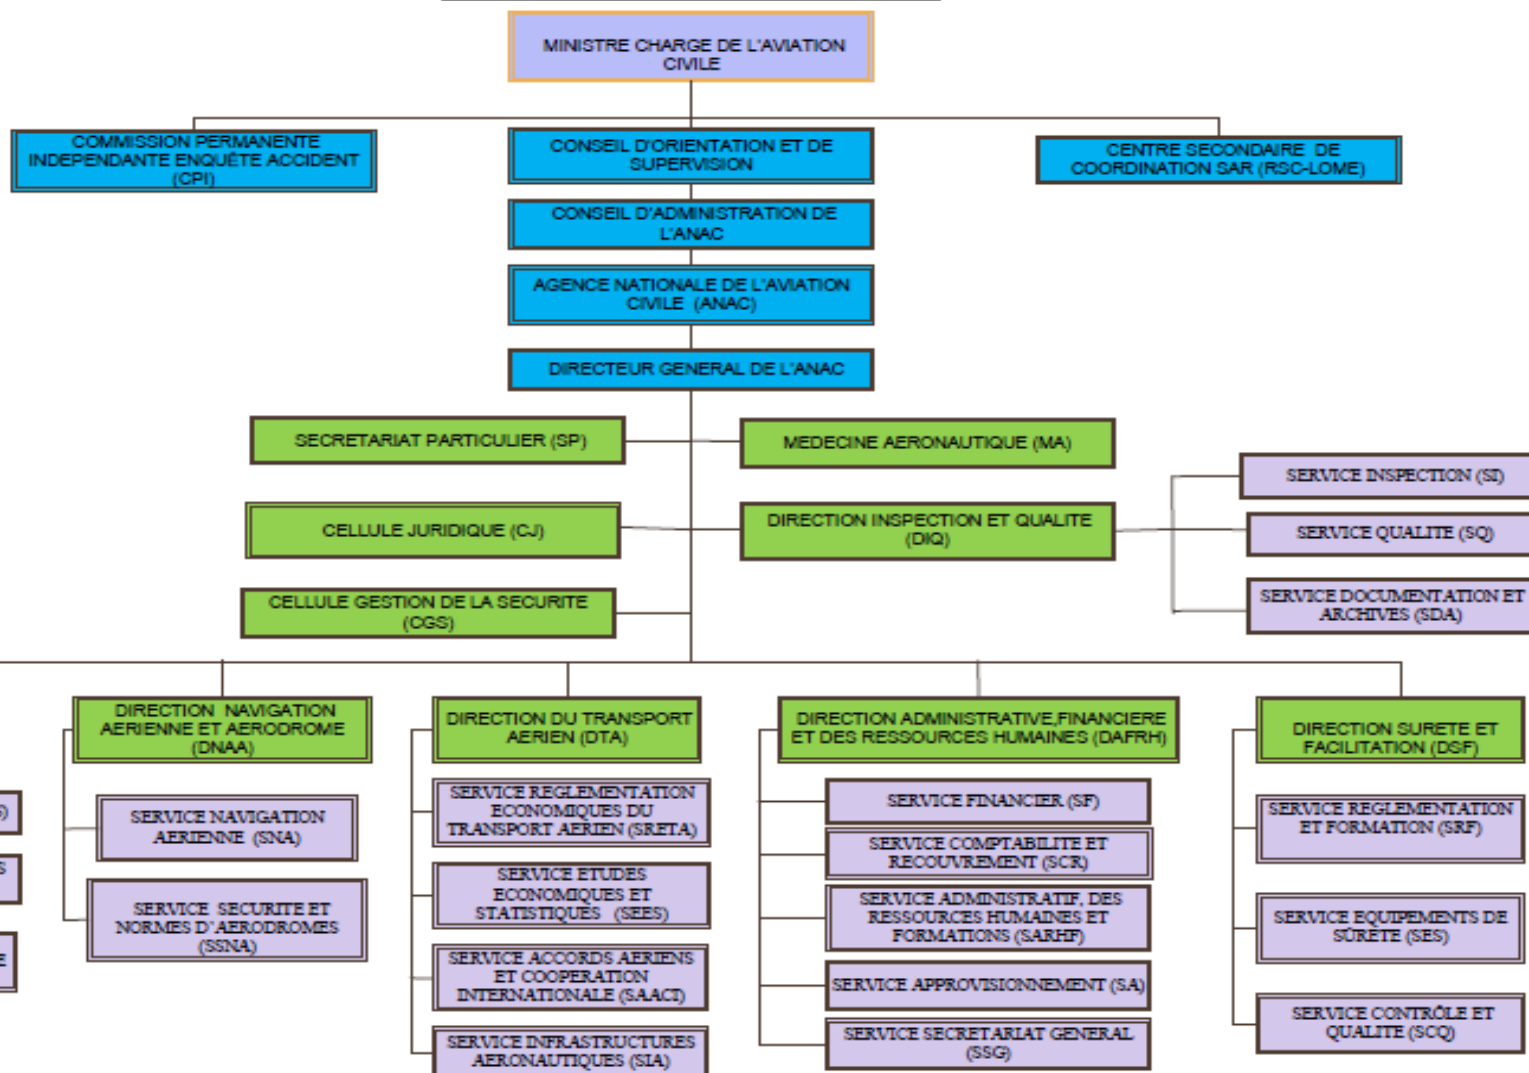 MINISTRE CHARGE DE L'AVIATION
CIVILE
COMMISSION PERMANENTE
INDEPENDANTE ENQUÊTE ACCIDENT
(CPI)
CONSEIL D'ORIENTATION ET DE
SUPERVISION
CENTRE SECONDAIRE DE
COORDINATION SAR (RSC-LOME)
CONSEIL D'ADMINISTRATION DE
L'ANAC
AGENCE NATIONALE DE L'AVIATION
CIVILE (ANAC)
DIRECTEUR GENERAL DE L'ANAC
SECRETARIAT PARTICULIER (SP)
MEDECINE AERONAUTIQUE (MA)
CELLULE JURIDIQUE (CJ)
DIRECTION INSPECTION ET QUALITE
(DIQ)
SERVICE INSPECTION (SI)
SERVICE QUALITE (SQ)
SERVICE DOCUMENTATION ET
ARCHIVES (SDA)
CELLULE GESTION DE LA SECURITE
(CGS)
DIRECTION NAVIGATION
AERIENNE ET AERODROME
(DNAA)
SERVICE NAVIGATION
AERIENNE (SNA)
SERVICE SECURITE ET
NORMES D'AERODROMES
(SSNA)
DIRECTION DU TRANSPORT
AERIEN (DTA)
SERVICE REGLEMENTATION
ECONOMIQUES DU
TRANSPORT AERIEN (SRETA)
SERVICE ETUDES
ECONOMIQUES ET
STATISTIQUES (SEES)
SERVICE ACCORDS AERIENS
ET COOPERATION
INTERNATIONALE (SAACI)
SERVICE INFRASTRUCTURES
AERONAUTIQUES (SIA)
DIRECTION ADMINISTRATIVE,FINANCIERE
ET DES RESSOURCES HUMAINES (DAFRH)
SERVICE FINANCIER (SF)
SERVICE COMPTABILITE ET
RECOUVREMENT (SCR)
SERVICE ADMINISTRATIF, DES
RESSOURCES HUMAINES ET
FORMATIONS (SARHF)
SERVICE APPROVISIONNEMENT (SA)
SERVICE SECRETARIAT GENERAL
(SSG)
DIRECTION SURETE ET
FACILITATION (DSF)
SERVICE REGLEMENTATION
ET FORMATION (SRF)
SERVICE EQUIPEMENTS DE
SÛRÈTE (SES)
SERVICE CONTRÔLE ET
QUALITE (SCQ)